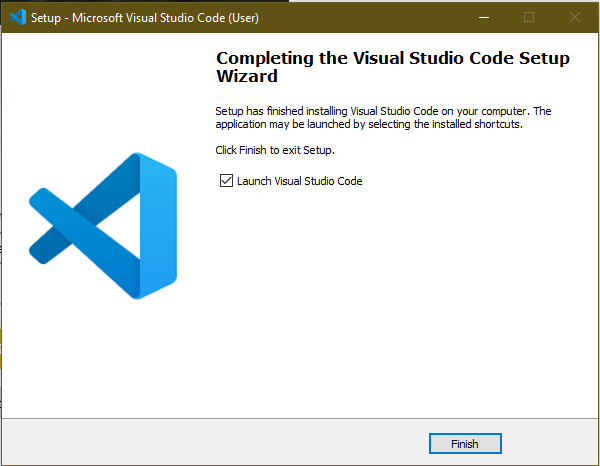 Setup - Microsoft Visual Studio Code (User)
Completing the Visual Studio Code Setup
Wizard
Setup has finished installing Visual Studio Code on your computer. The
application may be launched by selecting the installed shortcuts.
Click Finish to exit Setup.
Launch Visual Studio Code
Finish